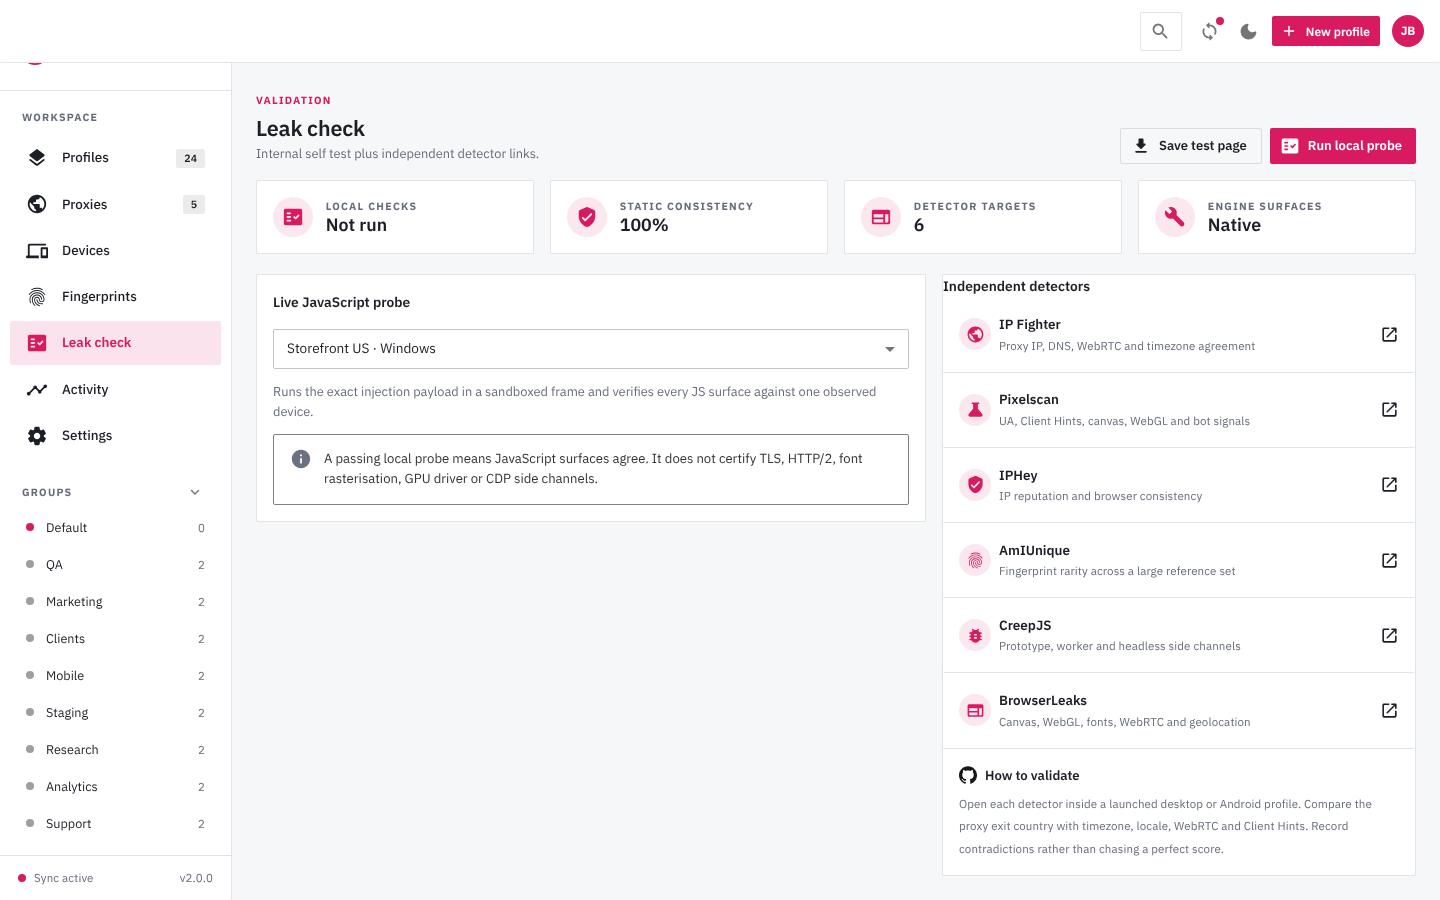 New profile
JB
WORKSPACE
Profiles
24
Proxies
5
Devices
Fingerprints
Leak check
Activity
Settings
GROUPS
Default
0
QA
2
Marketing
2
Clients
2
Mobile
2
Staging
2
Research
2
Analytics
2
Support
2
Sync active
v2.0.0
VALIDATION
Leak check
Internal self test plus independent detector links.
Save test page
Run local probe
LOCAL CHECKS
Not run
STATIC CONSISTENCY
100%
DETECTOR TARGETS
6
ENGINE SURFACES
Native
Live JavaScript probe
Storefront US · Windows
Runs the exact injection payload in a sandboxed frame and verifies every JS surface against one observed
device.
A passing local probe means JavaScript surfaces agree. It does not certify TLS, HTTP/2, font
rasterisation, GPU driver or CDP side channels.
Independent detectors
IP Fighter
Proxy IP, DNS, WebRTC and timezone agreement
Pixelscan
UA, Client Hints, canvas, WebGL and bot signals
IPHey
IP reputation and browser consistency
AmIUnique
Fingerprint rarity across a large reference set
CreepJS
Prototype, worker and headless side channels
BrowserLeaks
Canvas, WebGL, fonts, WebRTC and geolocation
How to validate
Open each detector inside a launched desktop or Android profile. Compare the
proxy exit country with timezone, locale, WebRTC and Client Hints. Record
contradictions rather than chasing a perfect score.